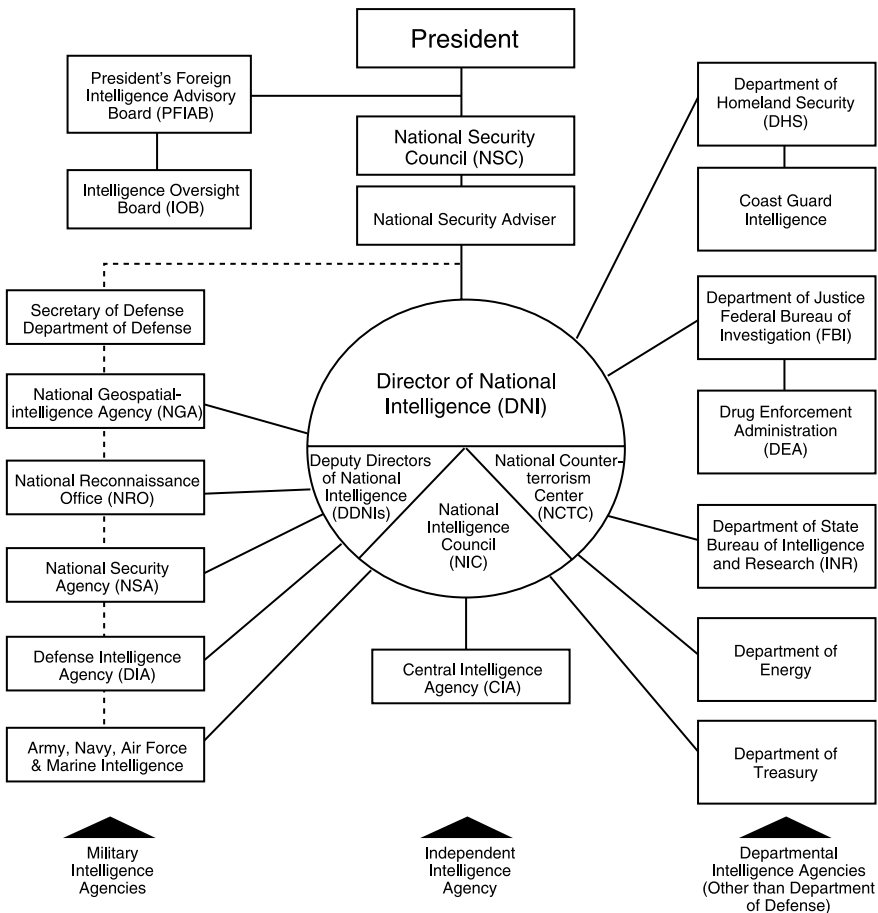 President
President's Foreign
Intelligence Advisory
Board (PFIAB)
Intelligence Oversight
Board (IOB)
National Security
Council (NSC)
National Security Adviser
Department of
Homeland Security
(DHS)
Coast Guard
Intelligence
Secretary of Defense
Department of Defense
National Geospatial-
intelligence Agency (NGA)
National Reconnaissance
Office (NRO)
National Security
Agency (NSA)
Defense Intelligence
Agency (DIA)
Army, Navy, Air Force
& Marine Intelligence
Director of National
Intelligence (DNI)
Deputy Directors
of National
Intelligence
(DDNIs)
National
Intelligence
Council
(NIC)
National Counter-
terrorism
Center
(NCTC)
Central Intelligence
Agency (CIA)
Department of Justice
Federal Bureau of
Investigation (FBI)
Drug Enforcement
Administration
(DEA)
Department of State
Bureau of Intelligence
and Research (INR)
Department of
Energy
Department of
Treasury
Military
Intelligence
Agencies
Independent
Intelligence
Agency
Departmental
Intelligence Agencies
(Other than Department
of Defense)